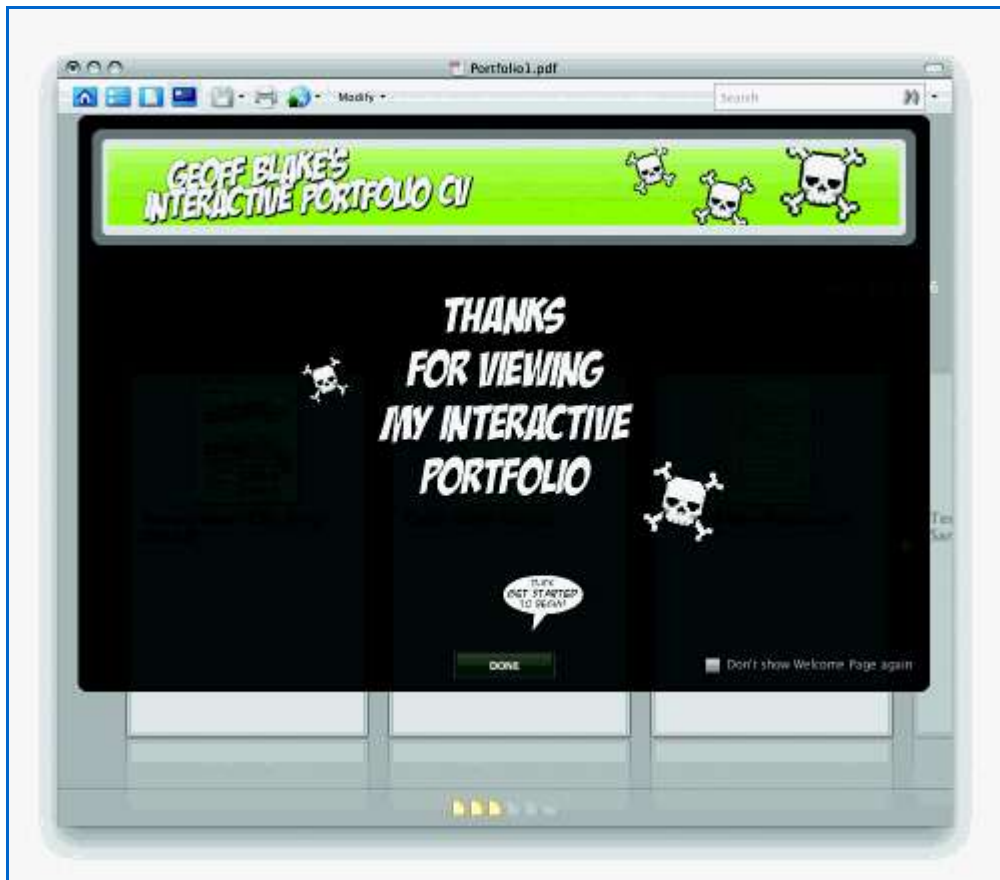 Portfolio1.pdf
Modify
Search
GEOFF BLAKE'S
INTERACTIVE PORTFOLIO CV
6
THANKS
FOR VIEWING
MY INTERACTIVE
PORTFOLIO
CLICK
GET STARTED
TO BEGIN!
DONE
Don't show Welcome Page again